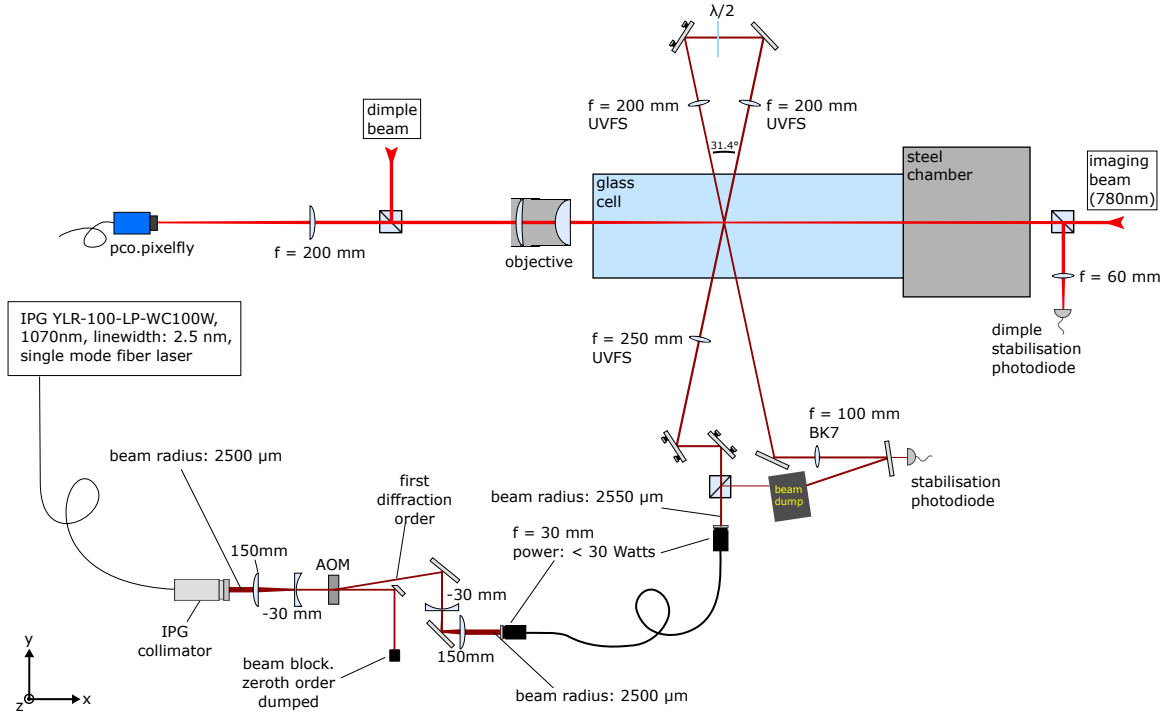 λ/2
f = 200 mm
UVFS
f = 200 mm
UVFS
31.4°
dimple
beam
steel
chamber
imaging
beam
(780nm)
glass
cell
pco.pixelfly
f = 200 mm
objective
f = 60 mm
dimple
stabilisation
photodiode
IPG YLR-100-LP-WC100W,
1070nm, linewidth: 2.5 nm,
single mode fiber laser
f = 250 mm
UVFS
f = 100 mm
BK7
beam radius: 2500 µm
first
diffraction
order
beam radius: 2550 µm
beam
dump
stabilisation
photodiode
f = 30 mm
power: < 30 Watts
150mm
AOM
-30 mm
-30 mm
IPG
collimator
150mm
beam block.
zeroth order
dumped
beam radius: 2500 µm
y
x
z